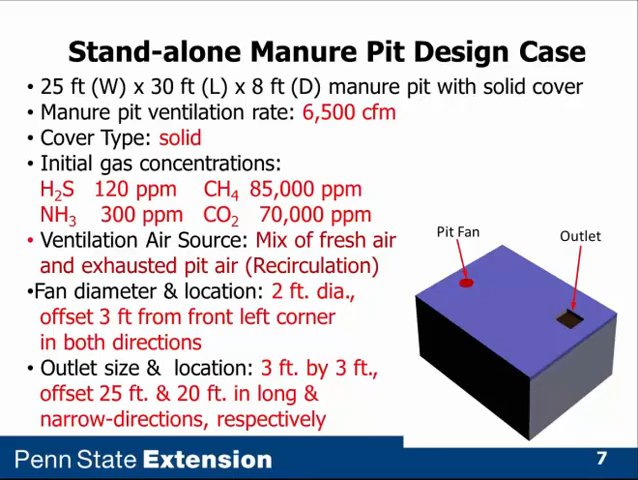 Stand-alone Manure Pit Design Case
• 25 ft (W) x 30 ft (L) x 8 ft (D) manure pit with solid cover
• Manure pit ventilation rate: 6,500 cfm
• Cover Type: solid
• Initial gas concentrations:
H2S 120 ppm CH4 85,000 ppm
NH3 300 ppm CO2 70,000 ppm
• Ventilation Air Source: Mix of fresh air
and exhausted pit air (Recirculation)
•Fan diameter & location: 2 ft. dia.,
offset 3 ft from front left corner
in both directions
• Outlet size & location: 3 ft. by 3 ft.,
offset 25 ft. & 20 ft. in long &
narrow-directions, respectively
Pit Fan
Outlet
Penn State Extension
7